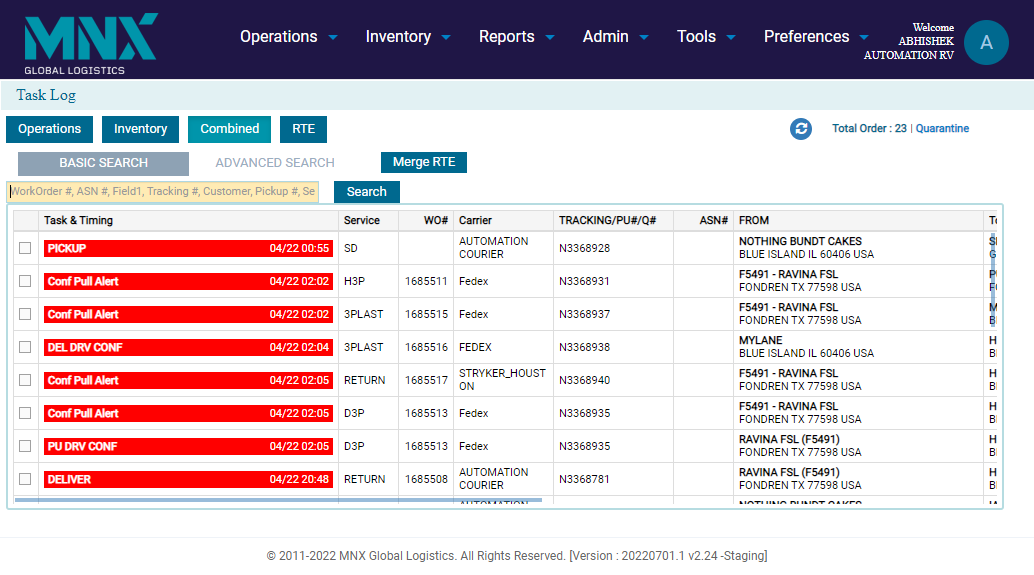 MNX
GLOBAL LOGISTICS
Operations Inventory Reports Admin Tools Preferences
Welcome
ABHISHEK
AUTOMATION RV
A
Task Log
Operations Inventory Combined RTE
Total Order : 23 | Quarantine
BASIC SEARCH ADVANCED SEARCH Merge RTE
WorkOrder #, ASN #, Field1, Tracking #, Customer, Pickup #, Se Search
Task & Timing Service WO# Carrier TRACKING/PU#/Q# ASN# FROM
PICKUP 04/22 00:55 SD AUTOMATION COURIER N3368928 NOTHING BUNDT CAKES
BLUE ISLAND IL 60406 USA
Conf Pull Alert 04/22 02:02 H3P 1685511 Fedex N3368931 F5491 - RAVINA FSL
FONDREN TX 77598 USA
Conf Pull Alert 04/22 02:02 3PLAST 1685515 Fedex N3368937 F5491 - RAVINA FSL
FONDREN TX 77598 USA
DEL DRV CONF 04/22 02:04 3PLAST 1685516 FEDEX N3368938 MYLANE
BLUE ISLAND IL 60406 USA
Conf Pull Alert 04/22 02:05 RETURN 1685517 STRYKER_HOUSTON N3368940 F5491 - RAVINA FSL
FONDREN TX 77598 USA
Conf Pull Alert 04/22 02:05 D3P 1685513 Fedex N3368935 F5491 - RAVINA FSL
FONDREN TX 77598 USA
PU DRV CONF 04/22 02:05 D3P 1685513 Fedex N3368935 RAVINA FSL (F5491)
FONDREN TX 77598 USA
DELIVER 04/22 20:48 RETURN 1685508 AUTOMATION COURIER N3368781 RAVINA FSL (F5491)
FONDREN TX 77598 USA
AUTOMATION NOTHING BUNDT CAKES
© 2011-2022 MNX Global Logistics. All Rights Reserved. [Version : 20220701.1 v2.24 -Staging]